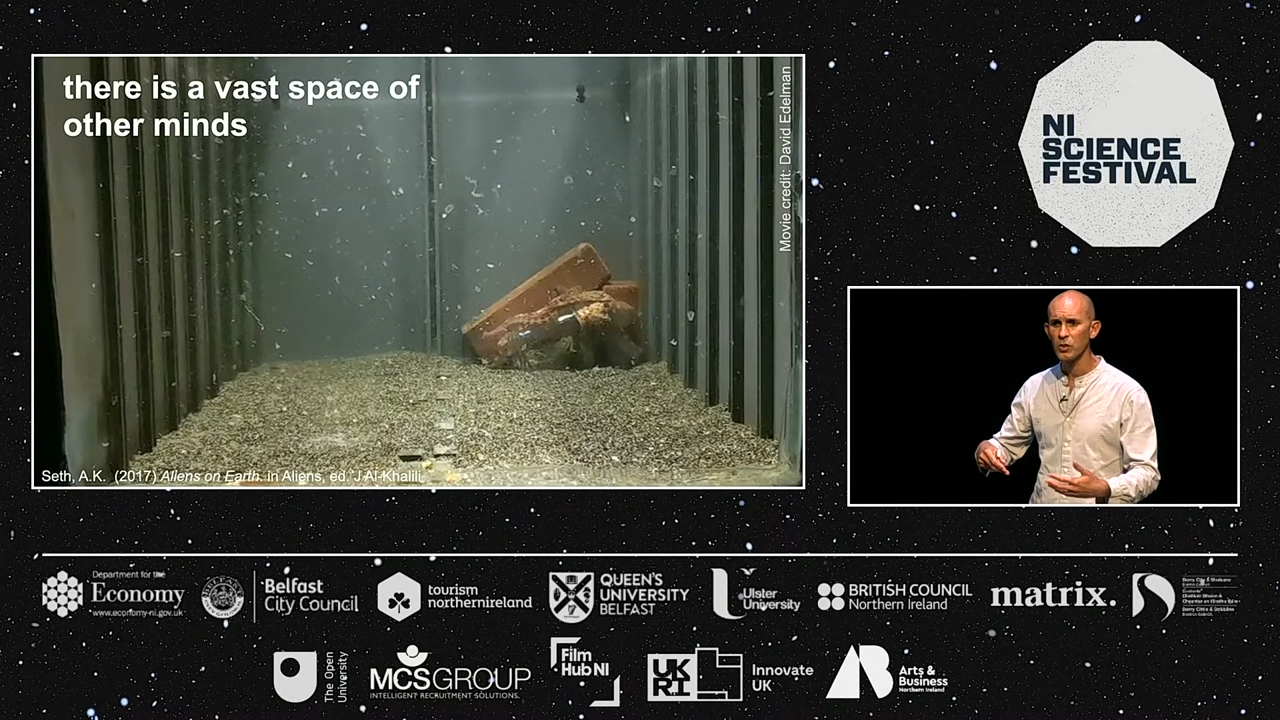 there is a vast space of
other minds
Movie credit: David Edelman
Seth, A.K. (2017) Aliens on Earth. in Aliens, ed. J Al-Khalili
NI
SCIENCE
FESTIVAL
Department for the
Economy
www.economy-ni.gov.uk
Belfast
City Council
tourism
northernireland
QUEEN'S
UNIVERSITY
BELFAST
Ulster
University
BRITISH COUNCIL
Northern Ireland
matrix.
The Open
University
MCSGROUP
INTELLIGENT RECRUITMENT SOLUTIONS.
Film
Hub NI
UK
RI
Innovate
UK
AB
Arts &
Business
Northern Ireland